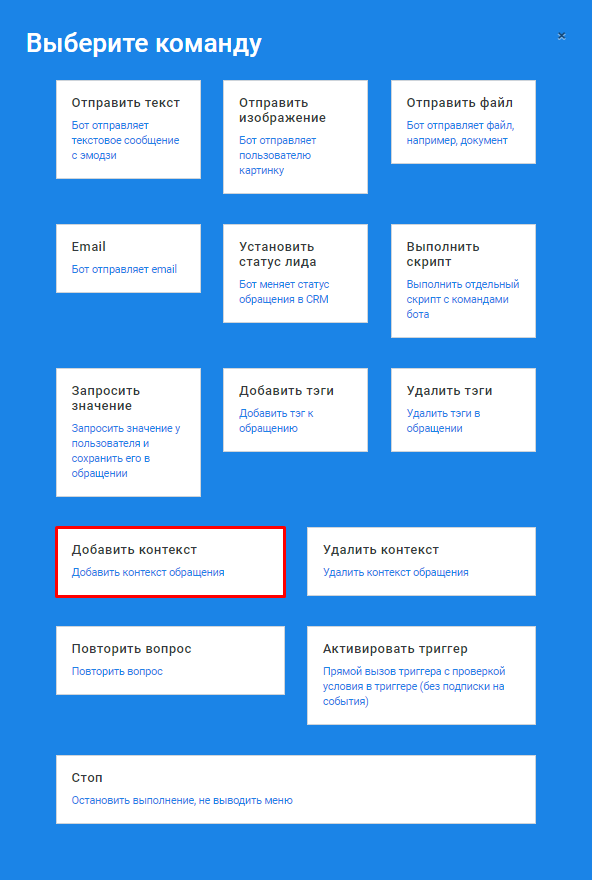 Выберите команду
×
Отправить текст
Бот отправляет
текстовое сообщение
с эмодзи
Отправить
изображение
Бот отправляет
пользователю
картинку
Отправить файл
Бот отправляет файл,
например, документ
Email
Бот отправляет email
Установить
статус лида
Бот меняет статус
обращения в CRM
Выполнить
скрипт
Выполнить отдельный
скрипт с командами
бота
Запросить
значение
Запросить значение у
пользователя и
сохранить его в
обращении
Добавить тэги
Добавить тэг к
обращению
Удалить тэги
Удалить тэги в
обращении
Добавить контекст
Добавить контекст обращения
Удалить контекст
Удалить контекст обращения
Повторить вопрос
Повторить вопрос
Активировать триггер
Прямой вызов триггера с проверкой
условия в триггере (без подписки на
события)
Стоп
Остановить выполнение, не выводить меню